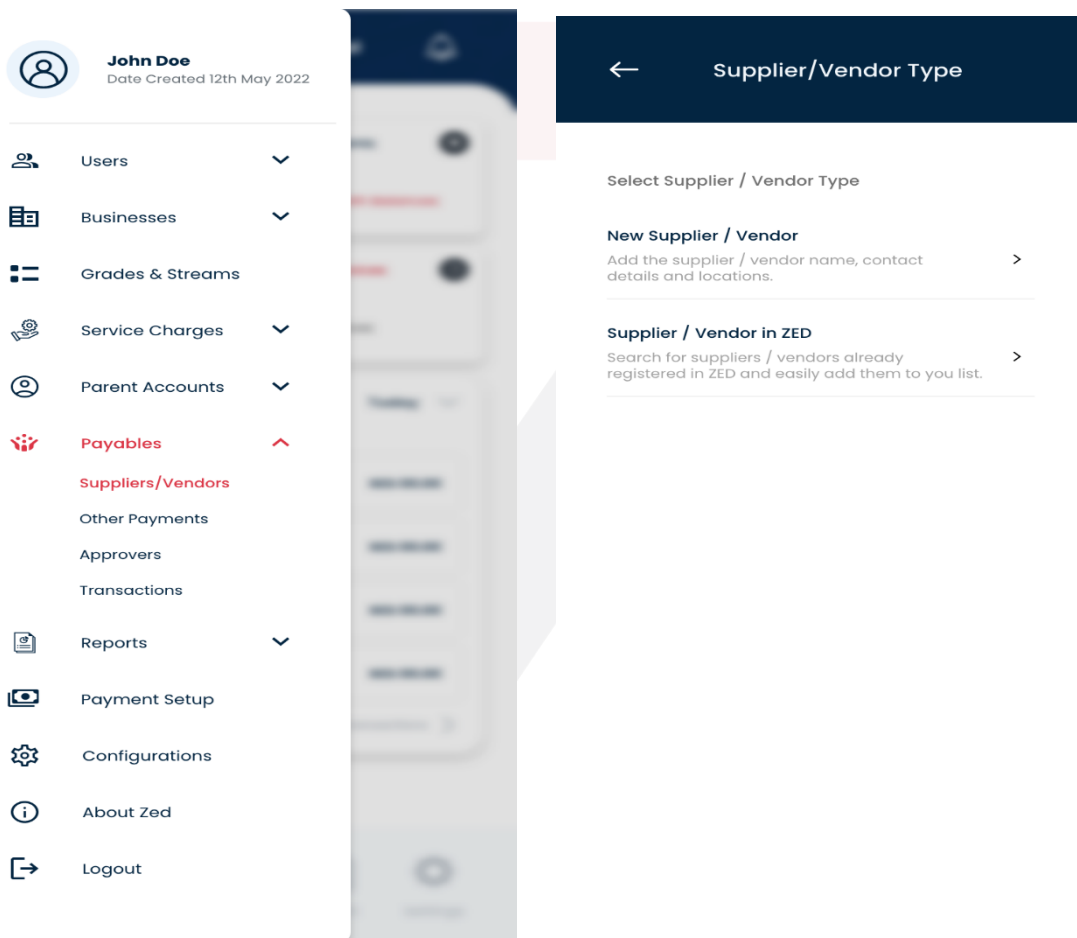 John Doe
Date Created 12th May 2022
Users
Businesses
Grades & Streams
Service Charges
Parent Accounts
Payables
Suppliers/Vendors
Other Payments
Approvers
Transactions
Reports
Payment Setup
Configurations
About Zed
Logout
Today
Supplier/Vendor Type
Select Supplier / Vendor Type
New Supplier / Vendor
Add the supplier / vendor name, contact
details and locations.
Supplier / Vendor in ZED
Search for suppliers / vendors already
registered in ZED and easily add them to you list.